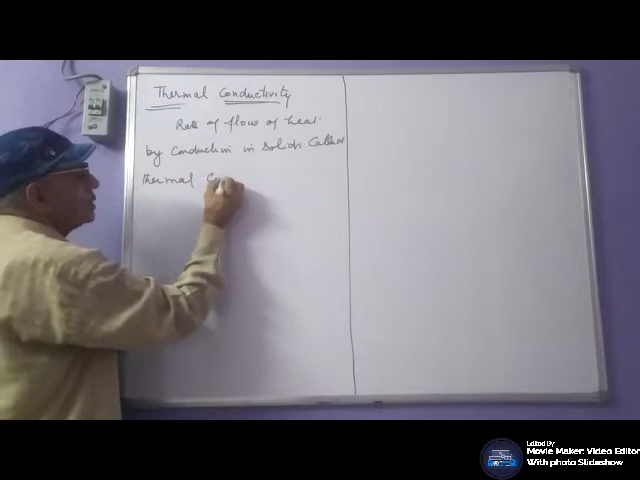 Thermal Conductivity
Rate of flow of heat
by Conduction in Solids Called
Thermal Co
Edited By
Movie Maker: Video Editor
With photo Slideshow